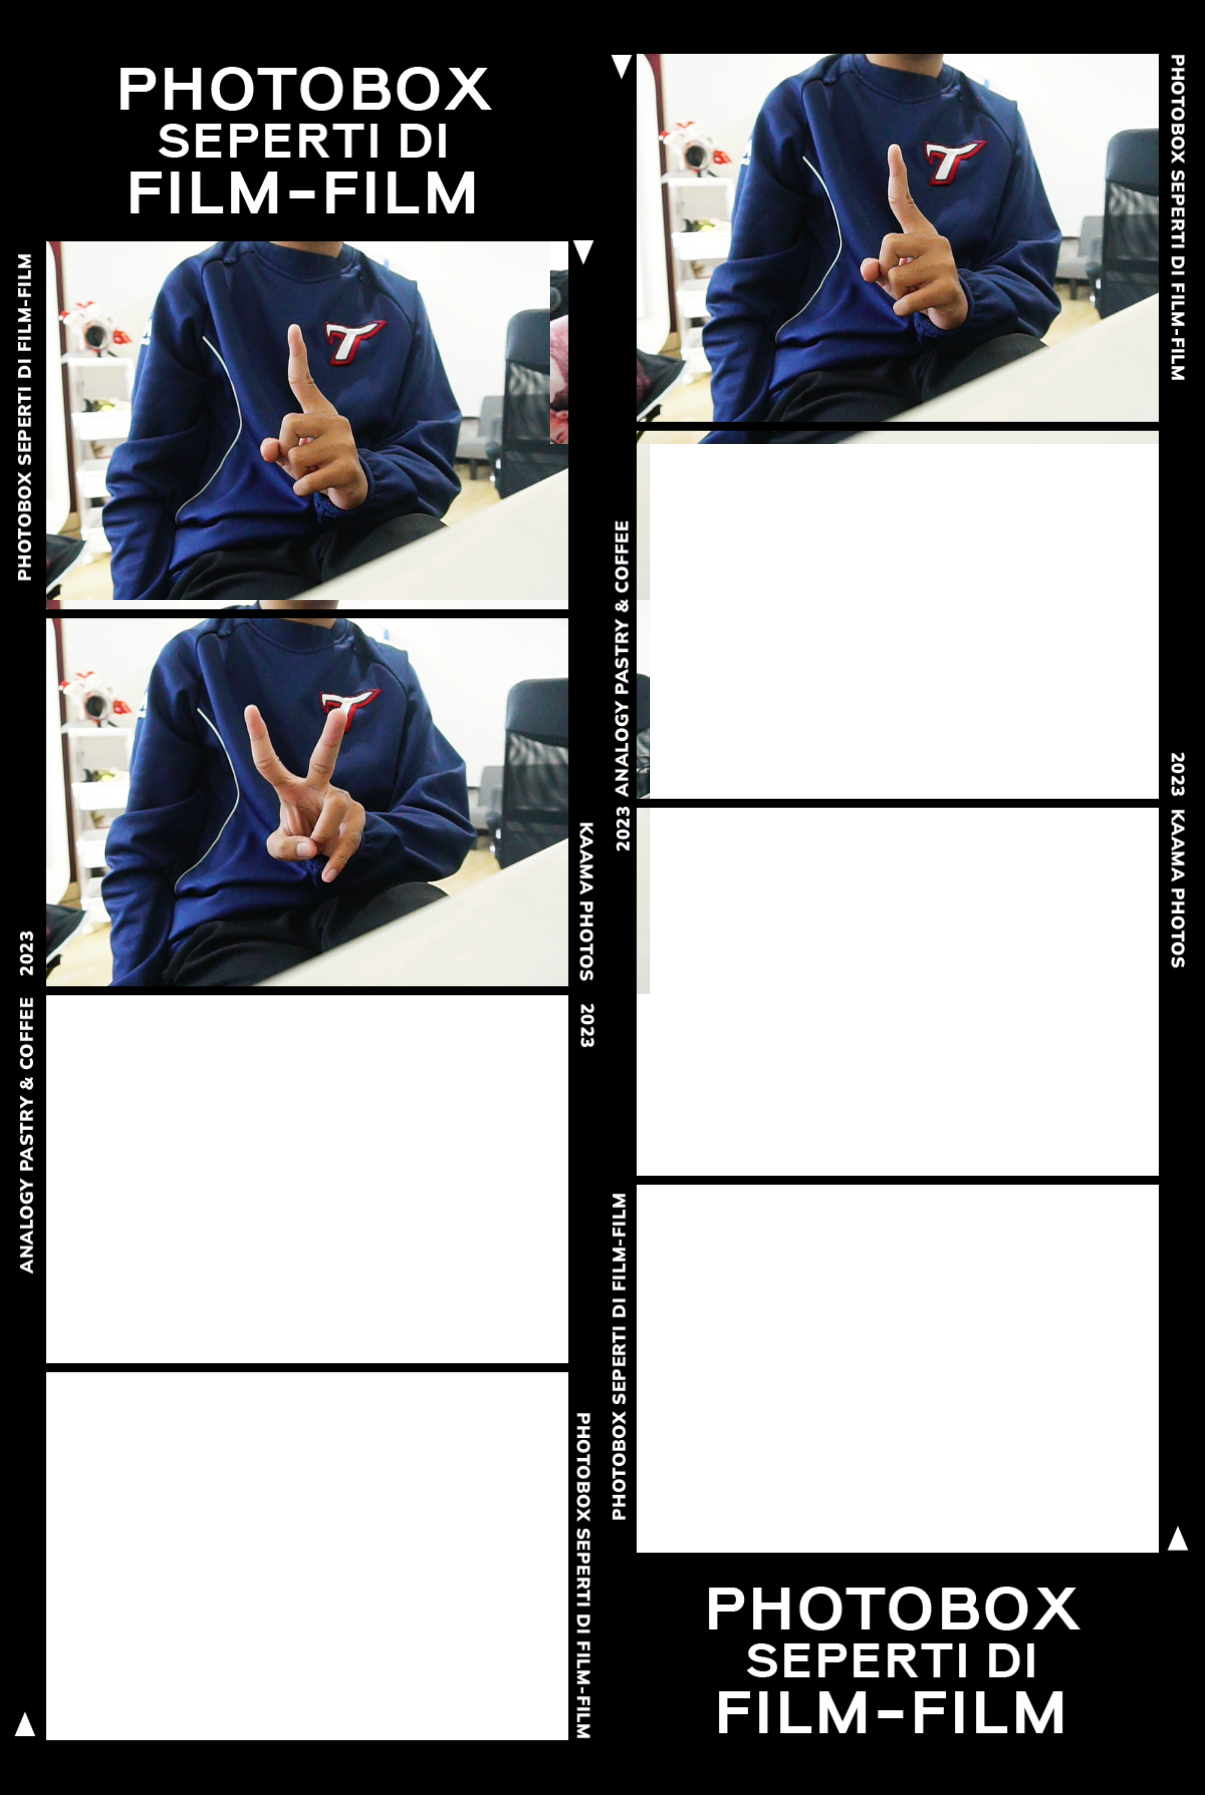 PHOTOBOX
SEPERTI DI
FILM-FILM
PHOTOBOX SEPERTI DI FILM-FILM
2023
ANALOGY PASTRY & COFFEE
T
T
KAAMA PHOTOS
2023
PHOTOBOX SEPERTI DI FILM-FILM
T
PHOTOBOX SEPERTI DI FILM-FILM
ANALOGY PASTRY & COFFEE
2023
2023
KAAMA PHOTOS
PHOTOBOX SEPERTI DI FILM-FILM
PHOTOBOX
SEPERTI DI
FILM-FILM